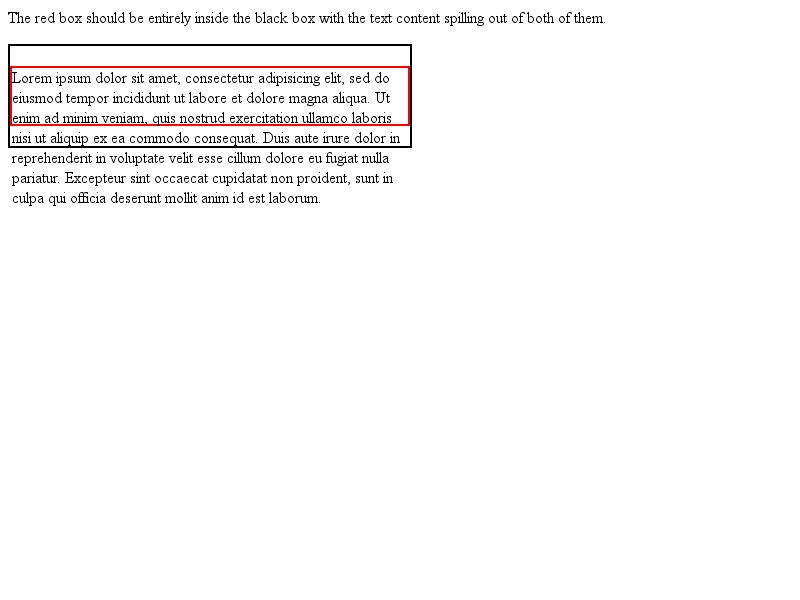 The red box should be entirely inside the black box with the text content spilling out of both of them.
Lorem ipsum dolor sit amet, consectetur adipisicing elit, sed do
eiusmod tempor incididunt ut labore et dolore magna aliqua. Ut
enim ad minim veniam, quis nostrud exercitation ullamco laboris
nisi ut aliquip ex ea commodo consequat. Duis aute irure dolor in
reprehenderit in voluptate velit esse cillum dolore eu fugiat nulla
pariatur. Excepteur sint occaecat cupidatat non proident, sunt in
culpa qui officia deserunt mollit anim id est laborum.